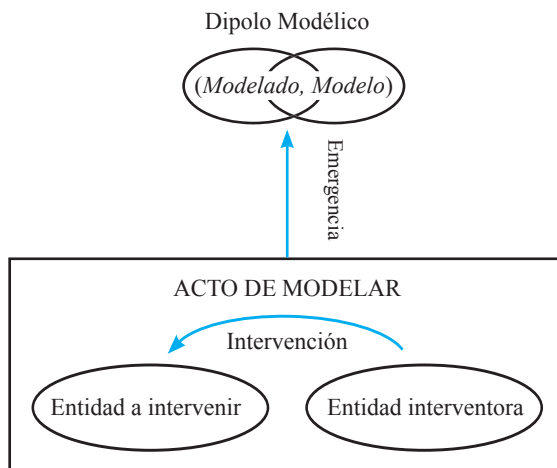 Dipolo Modélico
(Modelado, Modelo)
Emergencia
ACTO DE MODELAR
Intervención
Entidad a intervenir
Entidad interventora